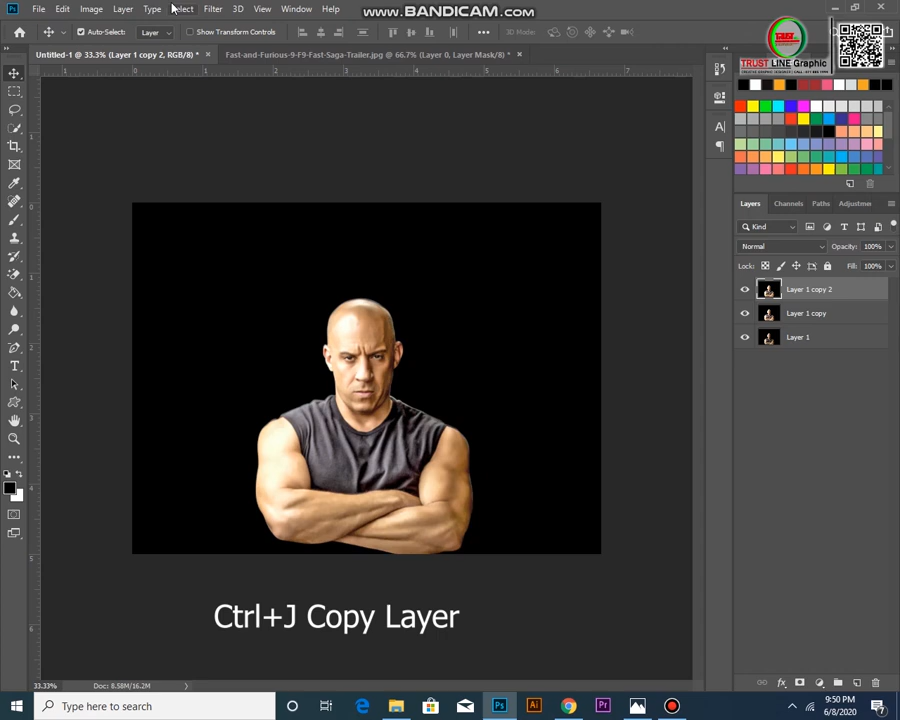 File Edit Image Layer Type Select Filter 3D View Window Help
WWW.BANDICAM.COM
Auto-Select: Layer Show Transform Controls 3D Mode:
TRUST LINE Graphic
Untitled-1 @ 33.3% (Layer 1 copy 2, RGB/8) *
Fast-and-Furious-9-F9-Fast-Saga-Trailer.jpg @ 66.7% (Layer 0, Layer Mask/8) *
Layers Channels Paths Adjustme
Kind
Normal Opacity: 100%
Lock: Fill: 100%
Layer 1 copy 2
Layer 1 copy
Layer 1
Ctrl+J Copy Layer
33.33% Doc: 8.58M/16.2M
Type here to search
9:50 PM
6/8/2020